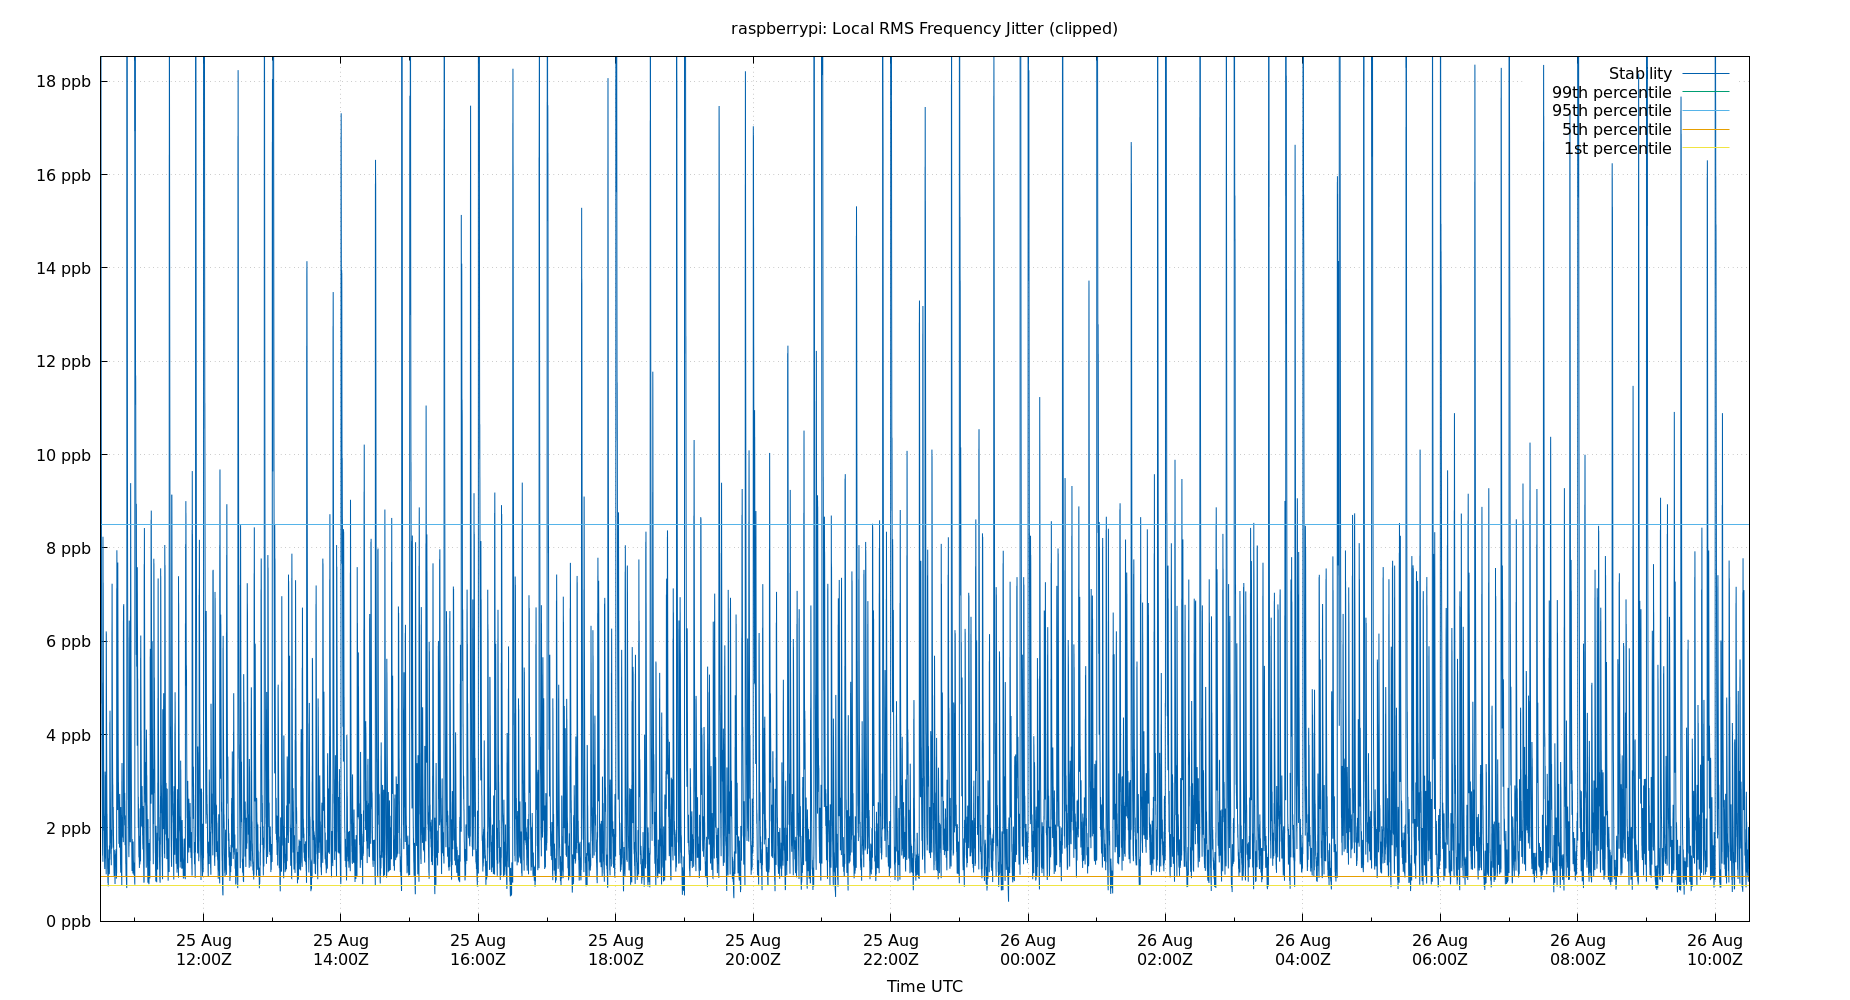 raspberrypi: Local RMS Frequency Jitter (clipped)
18 ppb
16 ppb
14 ppb
12 ppb
10 ppb
8 ppb
6 ppb
4 ppb
2 ppb
0 ppb
Stability
99th percentile
95th percentile
5th percentile
1st percentile
25 Aug 25 Aug 25 Aug 25 Aug 25 Aug 25 Aug 26 Aug 26 Aug 26 Aug 26 Aug 26 Aug 26 Aug
12:00Z 14:00Z 16:00Z 18:00Z 20:00Z 22:00Z 00:00Z 02:00Z 04:00Z 06:00Z 08:00Z 10:00Z
Time UTC